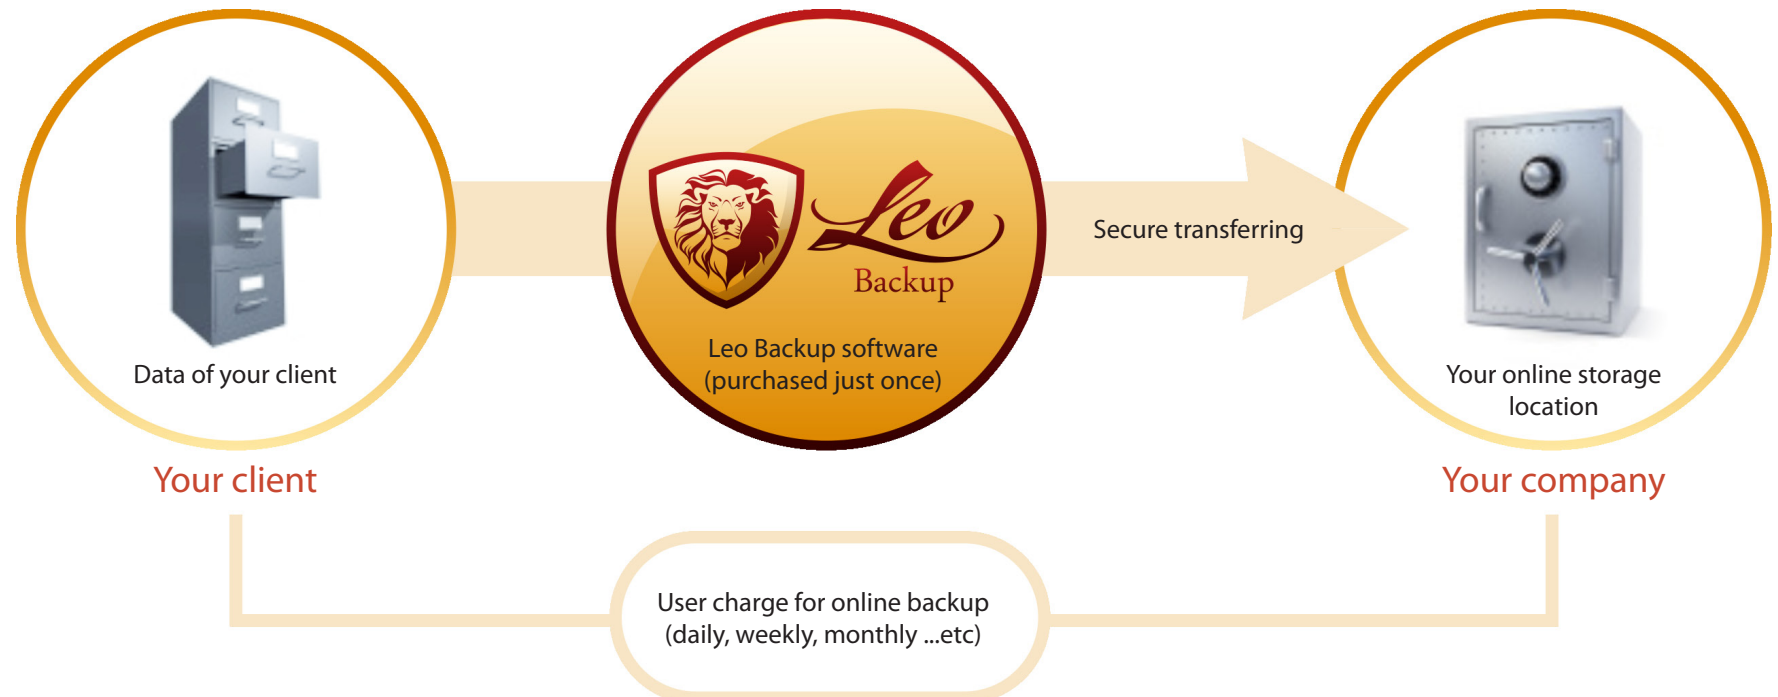 Leo
Backup
Secure transferring
Leo Backup software
(purchased just once)
Data of your client
Your online storage
location
Your client
Your company
User charge for online backup
(daily, weekly, monthly ...etc)